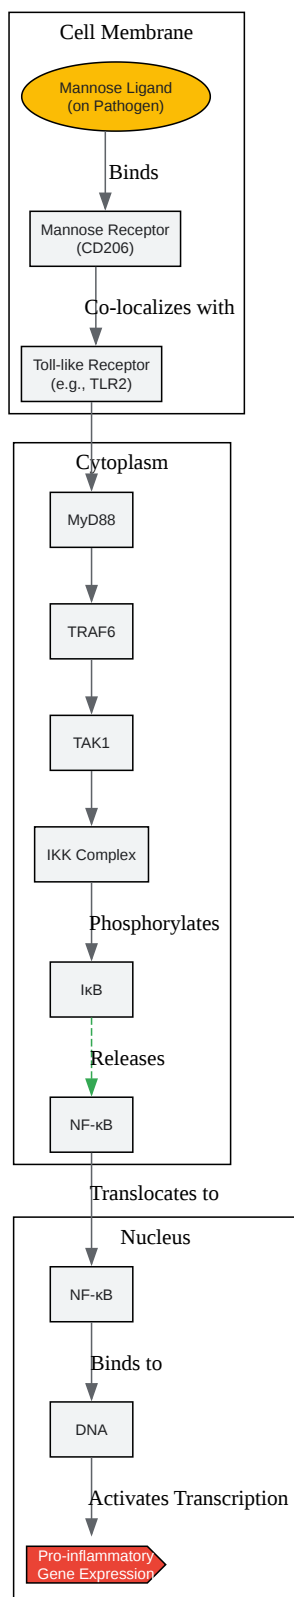 Cell Membrane
Mannose Ligand
(on Pathogen)
Binds
Mannose Receptor
(CD206)
Co-localizes with
Toll-like Receptor
(e.g., TLR2)
Cytoplasm
MyD88
TRAF6
TAK1
IKK Complex
Phosphorylates
IκB
Releases
NF-κB
Translocates to
Nucleus
NF-κB
Binds to
DNA
Activates Transcription
Pro-inflammatory
Gene Expression